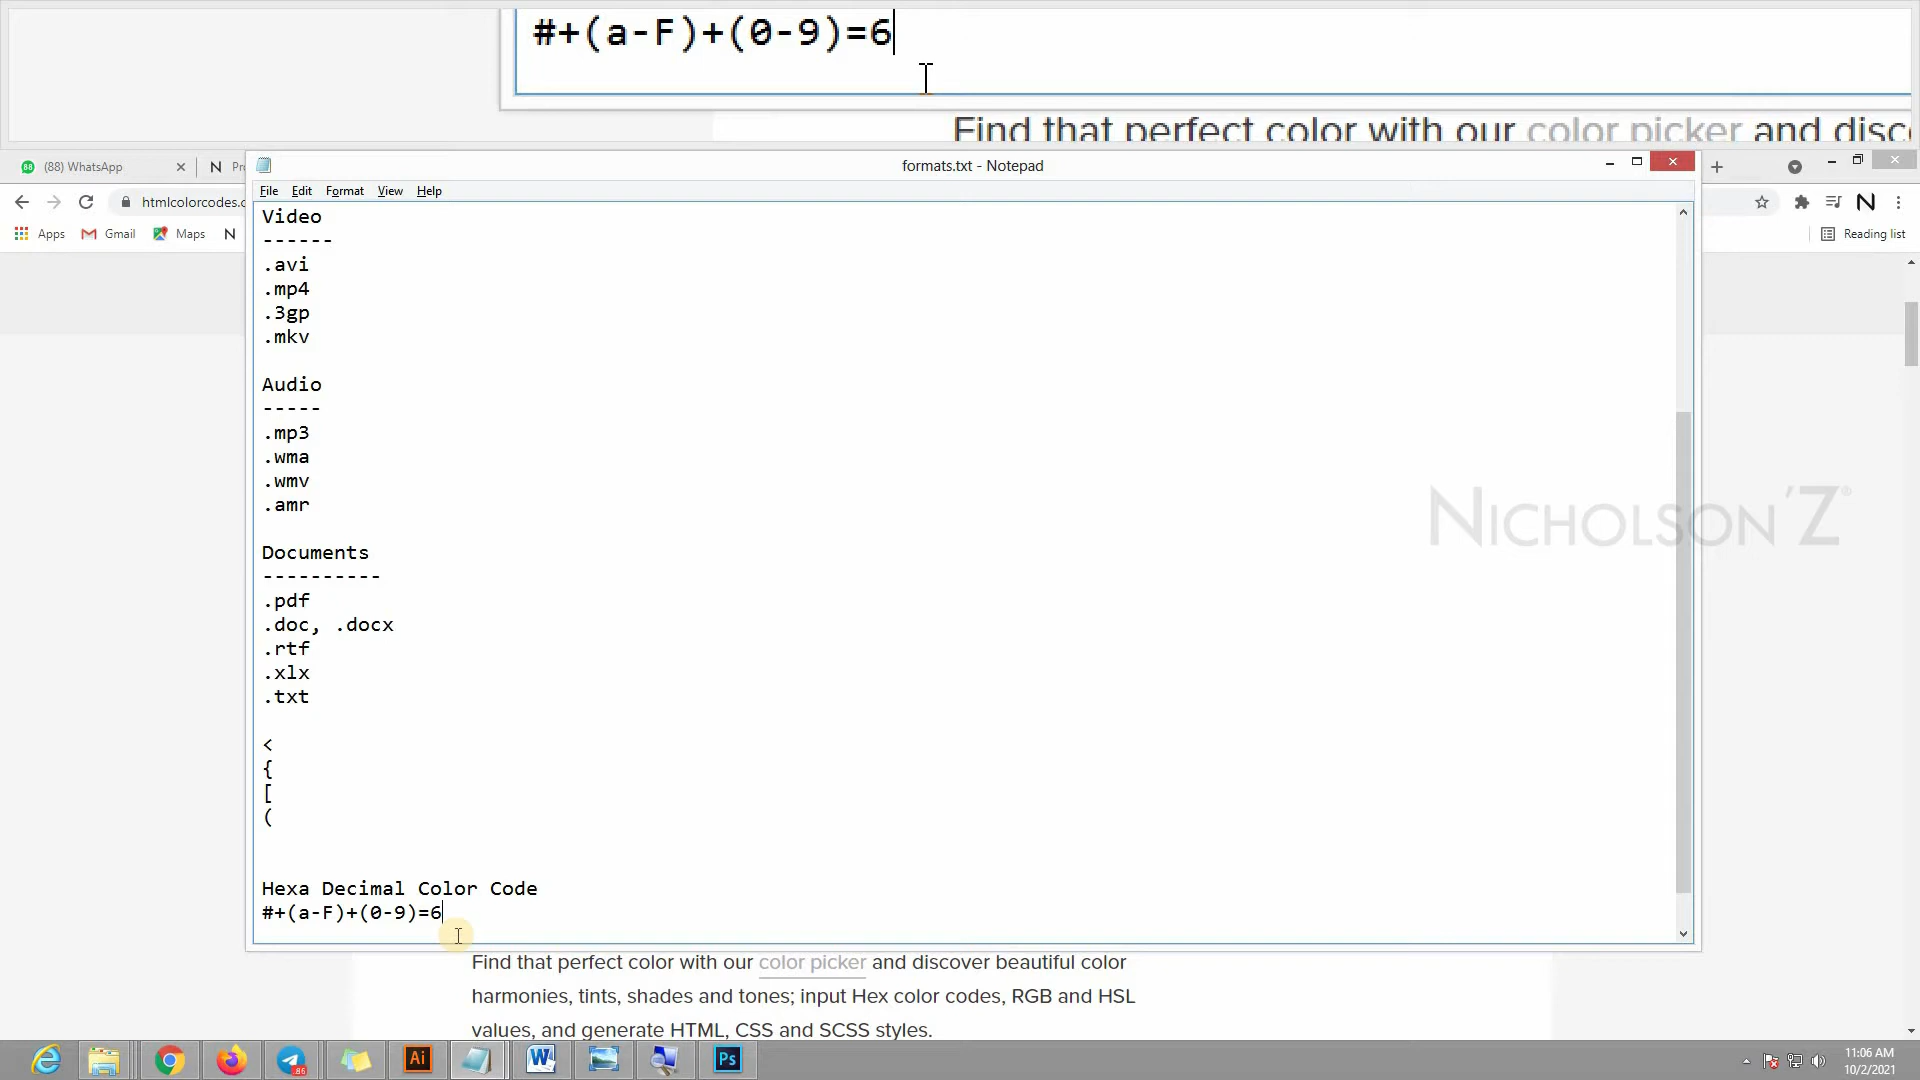 #+(a-F)+(0-9)=6
Find that perfect color with our color picker and disc
(88) WhatsApp
formats.txt - Notepad
File Edit Format View Help
htmlcolorcodes.c
Apps Gmail Maps
Reading list
Video
------
.avi
.mp4
.3gp
.mkv
Audio
-----
.mp3
.wma
.wmv
.amr
Documents
----------
.pdf
.doc, .docx
.rtf
.xlx
.txt
<
{
[
(
Hexa Decimal Color Code
#+(a-F)+(0-9)=6
NICHOLSON'Z®
Find that perfect color with our color picker and discover beautiful color
harmonies, tints, shades and tones; input Hex color codes, RGB and HSL
values, and generate HTML, CSS and SCSS styles.
Ai
Ps
11:06 AM
10/2/2021